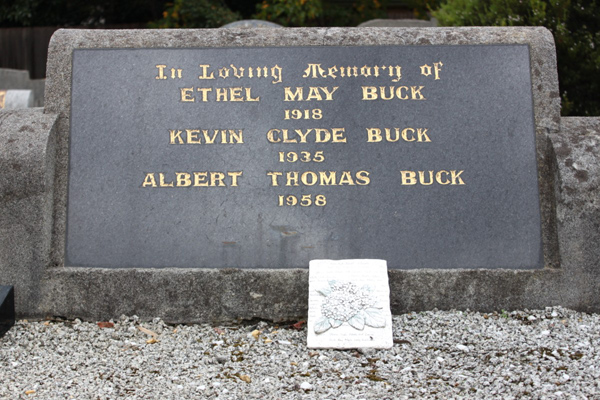 In Loving Memory of
ETHEL MAY BUCK
1918
KEVIN CLYDE BUCK
1935
ALBERT THOMAS BUCK
1958